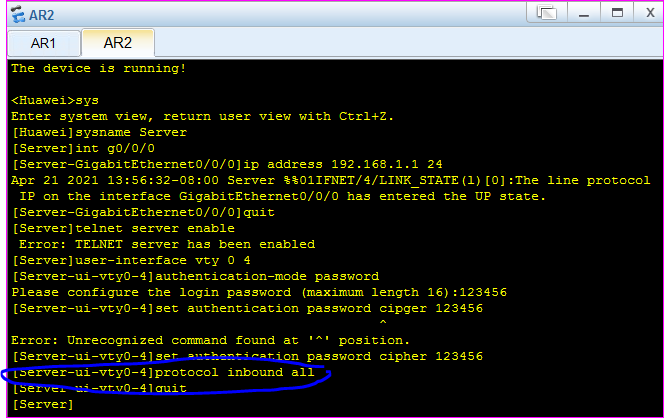 AR2
AR1
AR2
The device is running!
<Huawei>sys
Enter system view, return user view with Ctrl+Z.
[Huawei]sysname Server
[Server]int g0/0/0
[Server-GigabitEthernet0/0/0]ip address 192.168.1.1 24
Apr 21 2021 13:56:32-08:00 Server %%01IFNET/4/LINK_STATE(l)[0]:The line protocol
IP on the interface GigabitEthernet0/0/0 has entered the UP state.
[Server-GigabitEthernet0/0/0]quit
[Server]telnet server enable
Error: TELNET server has been enabled
[Server]user-interface vty 0 4
[Server-ui-vty0-4]authentication-mode password
Please configure the login password (maximum length 16):123456
[Server-ui-vty0-4]set authentication password cipger 123456
^
Error: Unrecognized command found at '^' position.
[Server-ui-vty0-4]set authentication password cipher 123456
[Server-ui-vty0-4]protocol inbound all
[Server-ui-vty0-4]quit
[Server]